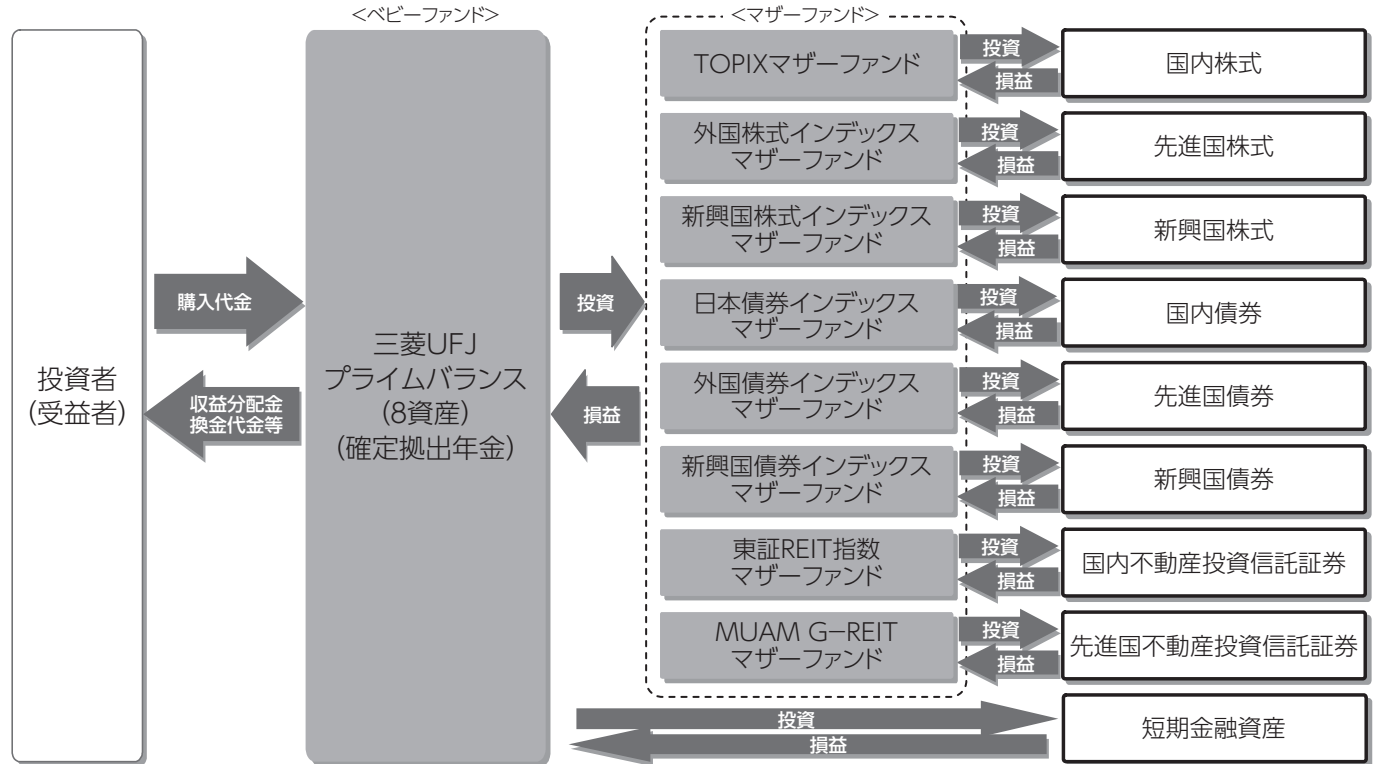 <ベビーファンド>
<マザーファンド>
投資者
(受益者)
購入代金
収益分配金
換金代金等
三菱UFJ
プライムバランス
(8資産)
(確定拠出年金)
投資
損益
TOPIXマザーファンド
投資
損益
国内株式
外国株式インデックス
マザーファンド
投資
損益
先進国株式
新興国株式インデックス
マザーファンド
投資
損益
新興国株式
日本債券インデックス
マザーファンド
投資
損益
国内債券
外国債券インデックス
マザーファンド
投資
損益
先進国債券
新興国債券インデックス
マザーファンド
投資
損益
新興国債券
東証REIT指数
マザーファンド
投資
損益
国内不動産投資信託証券
MUAM G−REIT
マザーファンド
投資
損益
先進国不動産投資信託証券
投資
損益
短期金融資産